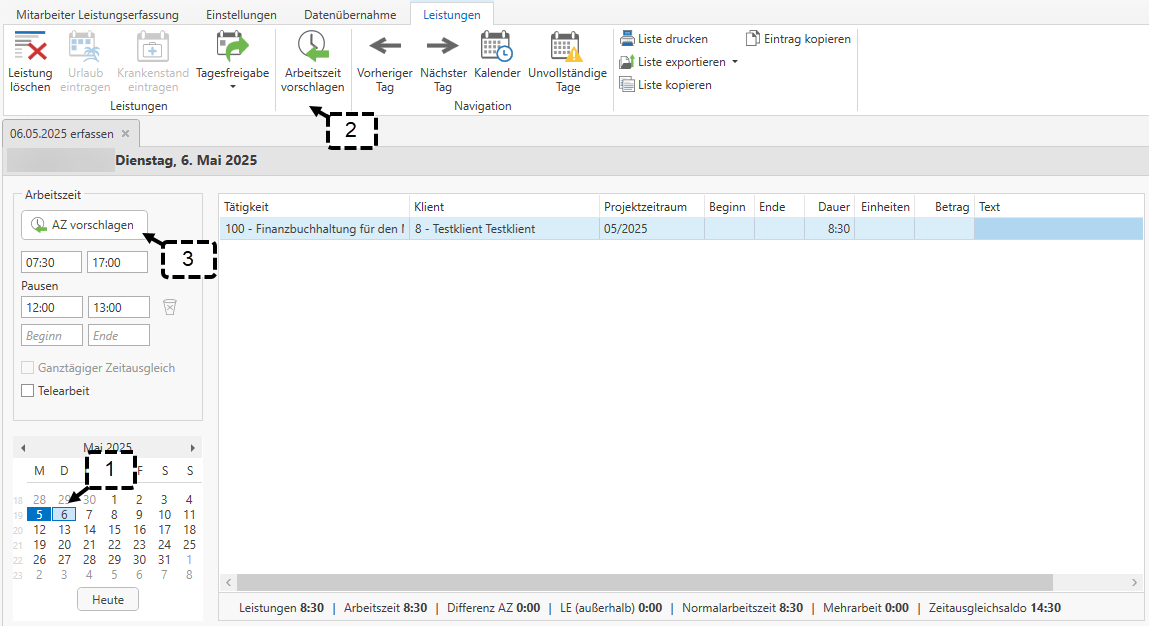 Mitarbeiter Leistungserfassung Einstellungen Datenübernahme Leistungen
Leistung löschen
Urlaub eintragen
Krankenstand eintragen
Tagesfreigabe
Leistungen
Arbeitszeit vorschlagen
Vorheriger Tag
Nächster Tag
Kalender
Unvollständige Tage
Navigation
Liste drucken
Liste exportieren
Liste kopieren
Eintrag kopieren
2
06.05.2025 erfassen ×
Dienstag, 6. Mai 2025
Arbeitszeit
AZ vorschlagen
3
07:30 17:00
Pausen
12:00 13:00
Beginn Ende
Ganztägiger Zeitausgleich
Telearbeit
Mai 2025
M D F S S
1
18 28 29 30 1 2 3 4
19 5 6 7 8 9 10 11
20 12 13 14 15 16 17 18
21 19 20 21 22 23 24 25
22 26 27 28 29 30 31 1
23 2 3 4 5 6 7 8
Heute
Tätigkeit Klient Projektzeitraum Beginn Ende Dauer Einheiten Betrag Text
100 - Finanzbuchhaltung für den 8 - Testklient Testklient 05/2025 8:30
Leistungen 8:30 | Arbeitszeit 8:30 | Differenz AZ 0:00 | LE (außerhalb) 0:00 | Normalarbeitszeit 8:30 | Mehrarbeit 0:00 | Zeitausgleichsaldo 14:30